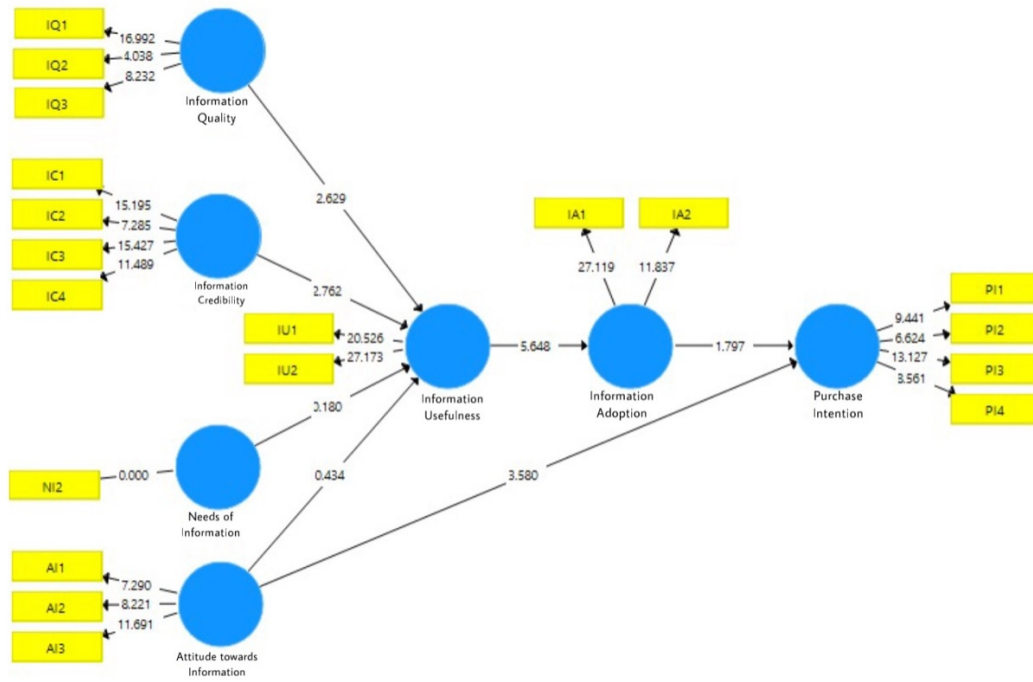 IQ1
16.992
IQ2
4.038
IQ3
8.232
Information
Quality
2.629
IC1
15.195
IC2
7.285
IC3
15.427
IC4
11.489
Information
Credibility
2.762
IU1
20.526
IU2
27.173
Information
Usefulness
5.648
IA1
IA2
27.119
11.837
Information
Adoption
1.797
PI1
9.441
PI2
6.624
PI3
13.127
PI4
3.561
Purchase
Intention
0.180
NI2
0.000
Needs of
Information
0.434
3.580
AI1
7.290
AI2
8.221
AI3
11.691
Attitude towards
Information